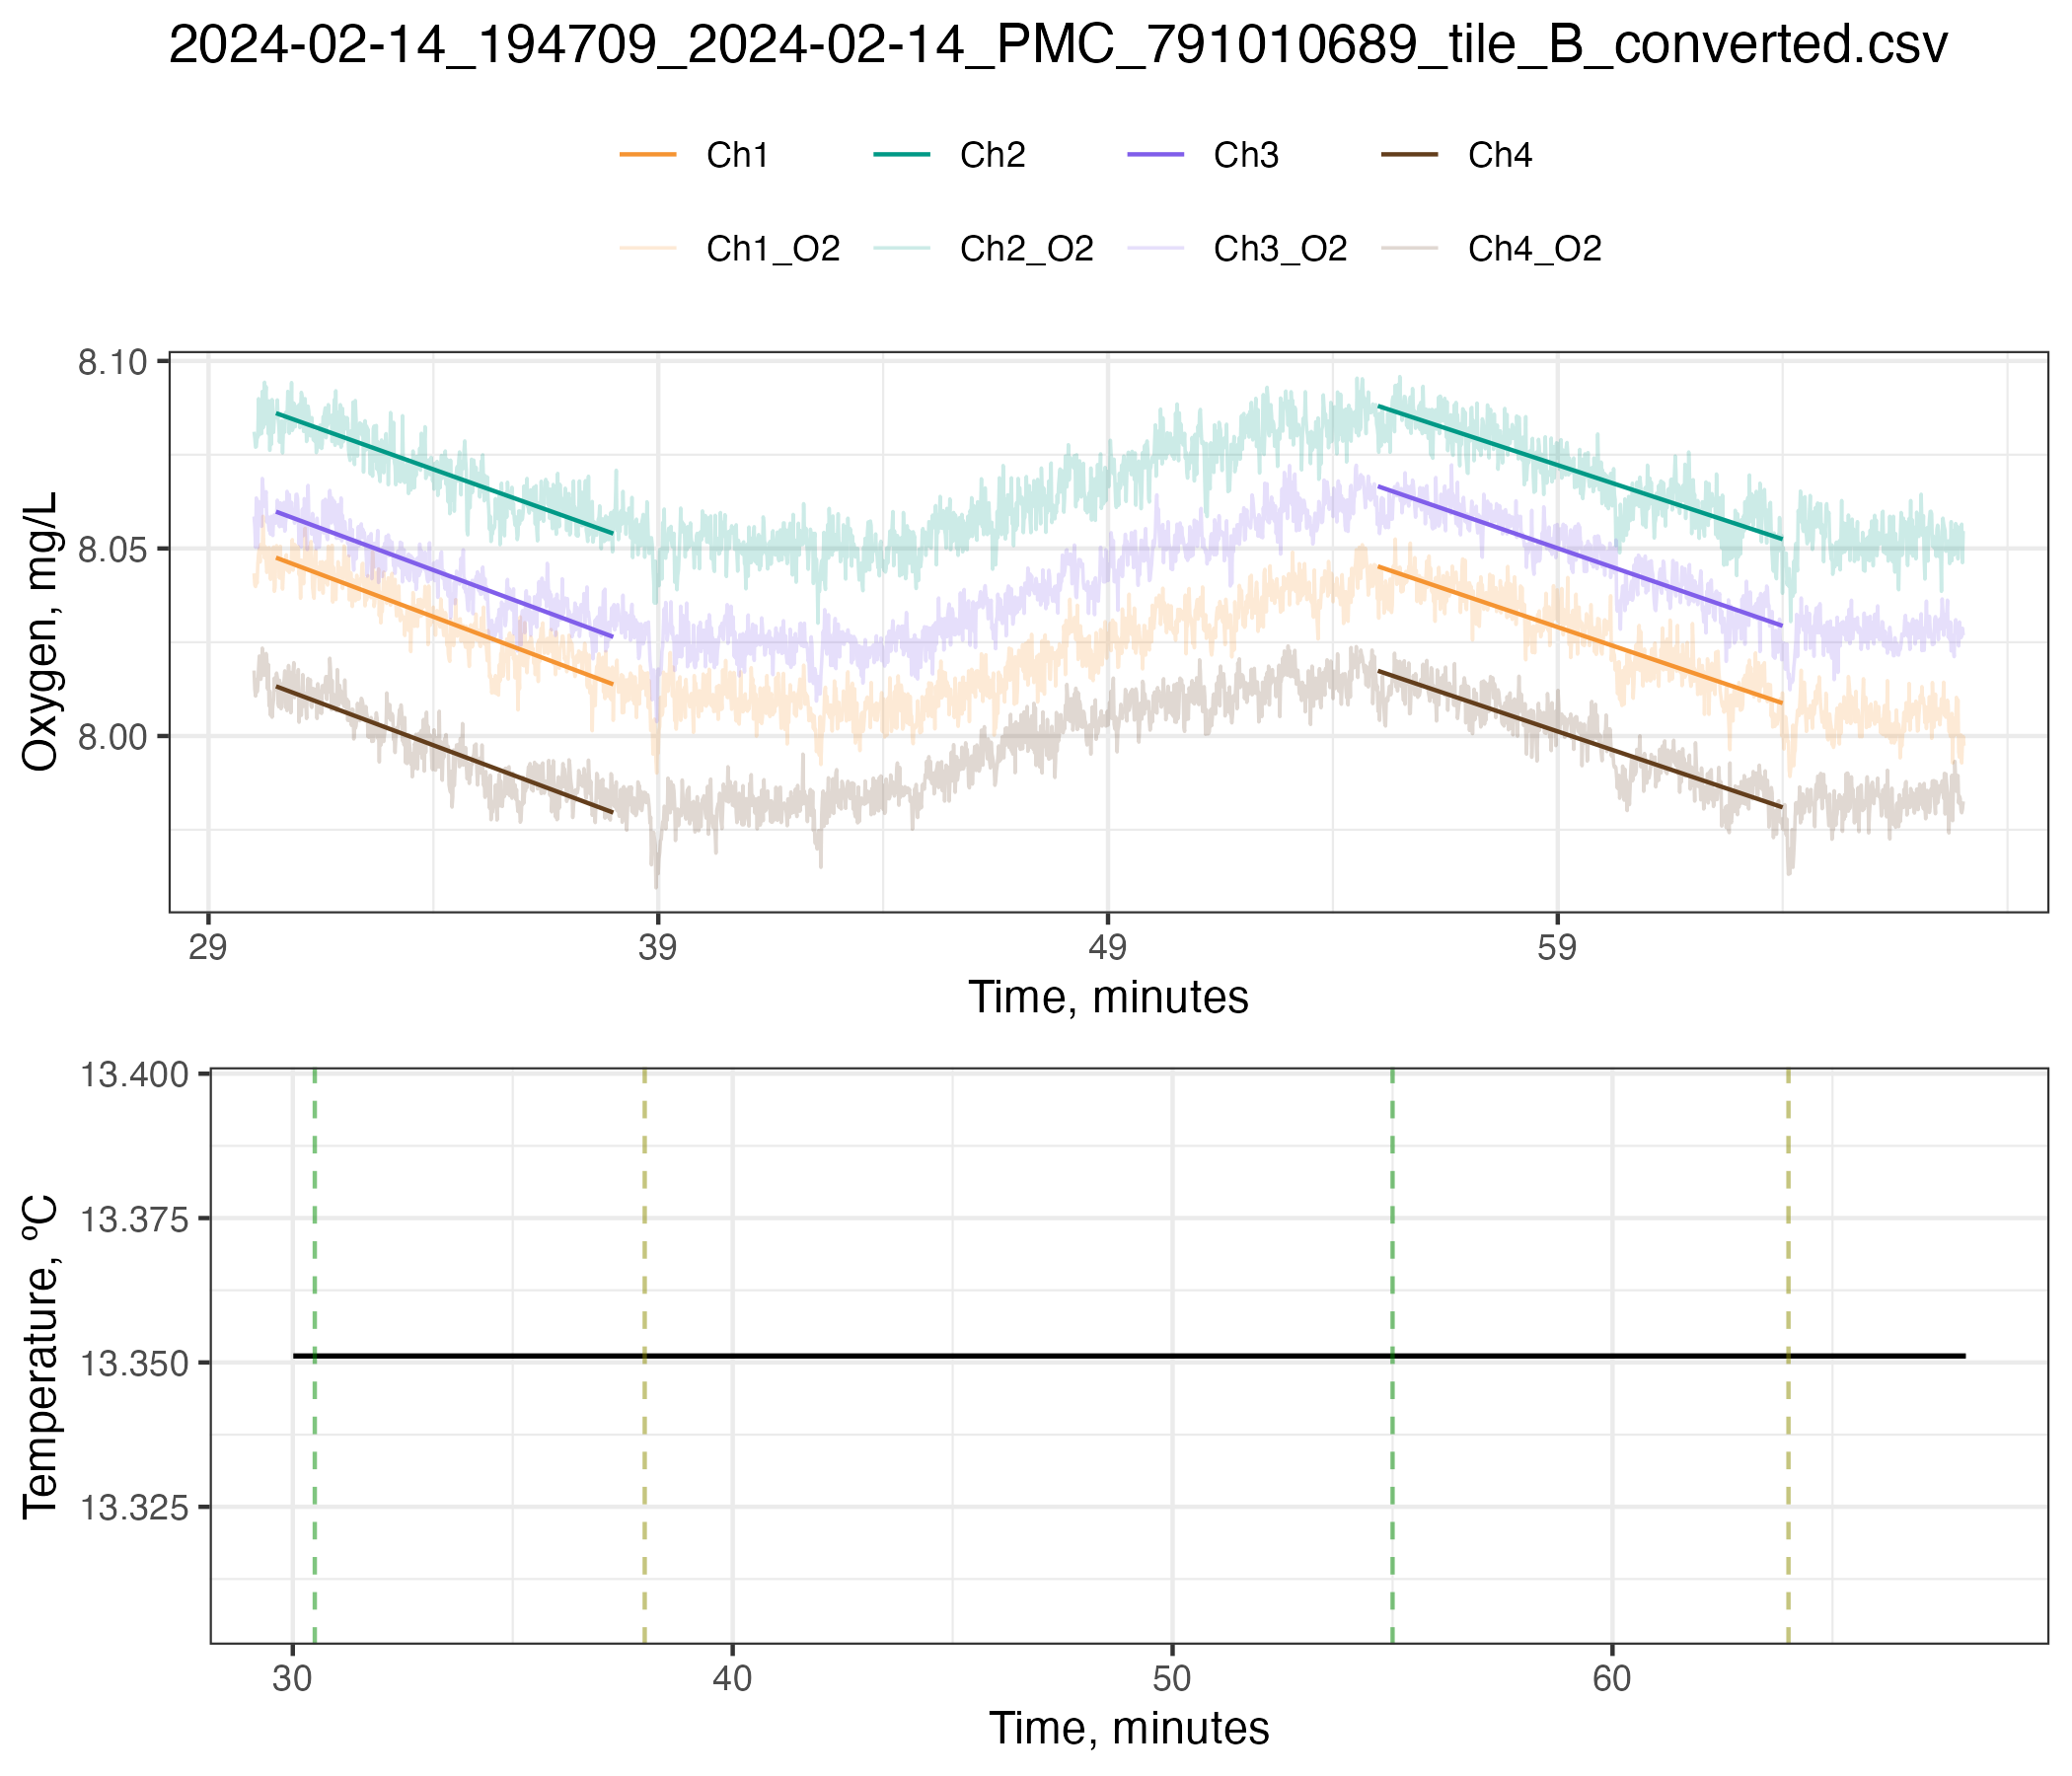 2024-02-14_194709_2024-02-14_PMC_791010689_tile_B_converted.csv
Ch1 Ch2 Ch3 Ch4
Ch1_O2 Ch2_O2 Ch3_O2 Ch4_O2
Oxygen, mg/L
8.10
8.05
8.00
29 39 49 59
Time, minutes
Temperature, ºC
13.400
13.375
13.350
13.325
30 40 50 60
Time, minutes